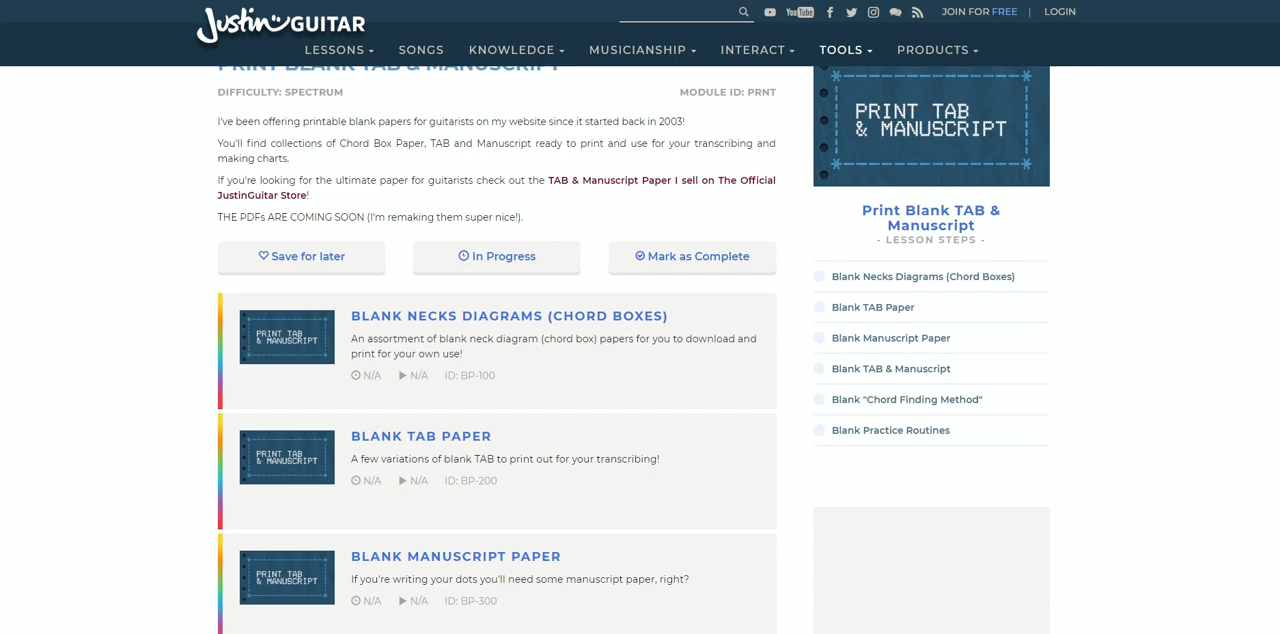 Justin GUITAR
JOIN FOR FREE | LOGIN
LESSONS SONGS KNOWLEDGE MUSICIANSHIP INTERACT TOOLS PRODUCTS
PRINT BLANK TAB & MANUSCRIPT
DIFFICULTY: SPECTRUM MODULE ID: PRNT
I've been offering printable blank papers for guitarists on my website since it started back in 2003!
You'll find collections of Chord Box Paper, TAB and Manuscript ready to print and use for your transcribing and
making charts.
If you're looking for the ultimate paper for guitarists check out the TAB & Manuscript Paper I sell on The Official
JustinGuitar Store!
THE PDFs ARE COMING SOON (I'm remaking them super nice!).
Save for later In Progress Mark as Complete
PRINT TAB
& MANUSCRIPT
BLANK NECKS DIAGRAMS (CHORD BOXES)
An assortment of blank neck diagram (chord box) papers for you to download and
print for your own use!
N/A N/A ID: BP-100
PRINT TAB
& MANUSCRIPT
BLANK TAB PAPER
A few variations of blank TAB to print out for your transcribing!
N/A N/A ID: BP-200
PRINT TAB
& MANUSCRIPT
BLANK MANUSCRIPT PAPER
If you're writing your dots you'll need some manuscript paper, right?
N/A N/A ID: BP-300
PRINT TAB
& MANUSCRIPT
Print Blank TAB &
Manuscript
- LESSON STEPS -
Blank Necks Diagrams (Chord Boxes)
Blank TAB Paper
Blank Manuscript Paper
Blank TAB & Manuscript
Blank "Chord Finding Method"
Blank Practice Routines